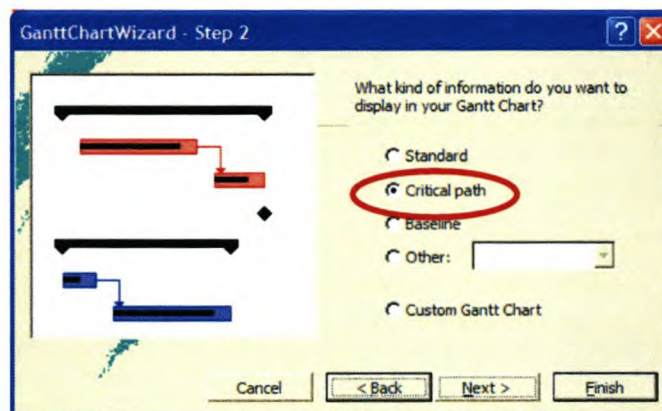 GanttChartWizard - Step 2
What kind of information do you want to
display in your Gantt Chart?
Standard
Critical path
Baseline
Other:
Custom Gantt Chart
Cancel
< Back
Next >
Finish